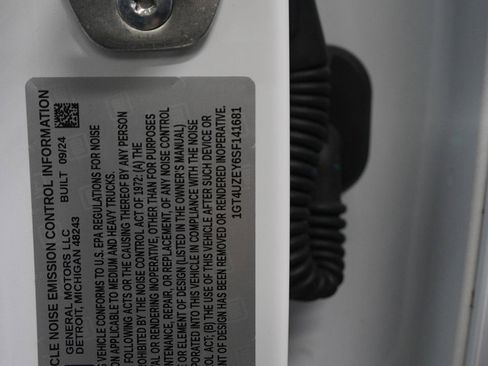 CLE NOISE EMISSION CONTROL INFORMATION
GENERAL MOTORS LLC BUILT 09/24
DETROIT, MICHIGAN 48243
VEHICLE CONFORMS TO U.S. EPA REGULATIONS FOR NOISE
ON APPLICABLE TO MEDIUM AND HEAVY TRUCKS.
FOLLOWING ACTS OR THE CAUSING THEREOF BY ANY PERSON
OHIBITED BY THE NOISE CONTROL ACT OF 1972: (A) THE
AL OR RENDERING INOPERATIVE, OTHER THAN FOR PURPOSES
NTENANCE, REPAIR, OR REPLACEMENT, OF ANY NOISE CONTROL
E OR ELEMENT OF DESIGN (LISTED IN THE OWNER'S MANUAL)
PORATED INTO THIS VEHICLE IN COMPLIANCE WITH THE NOISE
ROL ACT; (B) THE USE OF THIS VEHICLE AFTER SUCH DEVICE OR
NT OF DESIGN HAS BEEN REMOVED OR RENDERED INOPERATIVE.
1GT4UZEY6SF141681